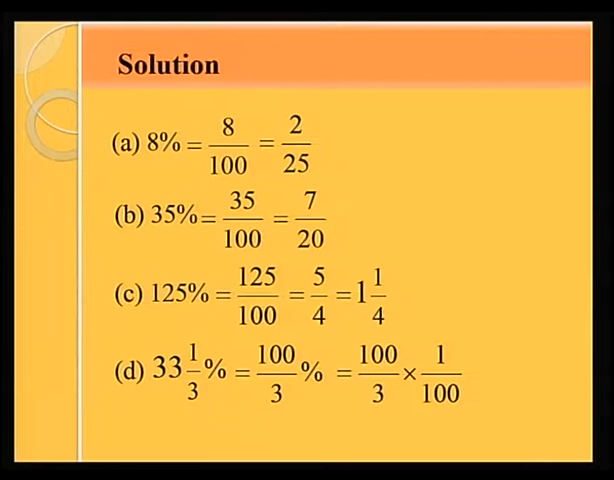 Solution
(a) 8% = 8/100 = 2/25
(b) 35% = 35/100 = 7/20
(c) 125% = 125/100 = 5/4 = 1 1/4
(d) 33 1/3 % = 100/3 % = 100/3 × 1/100